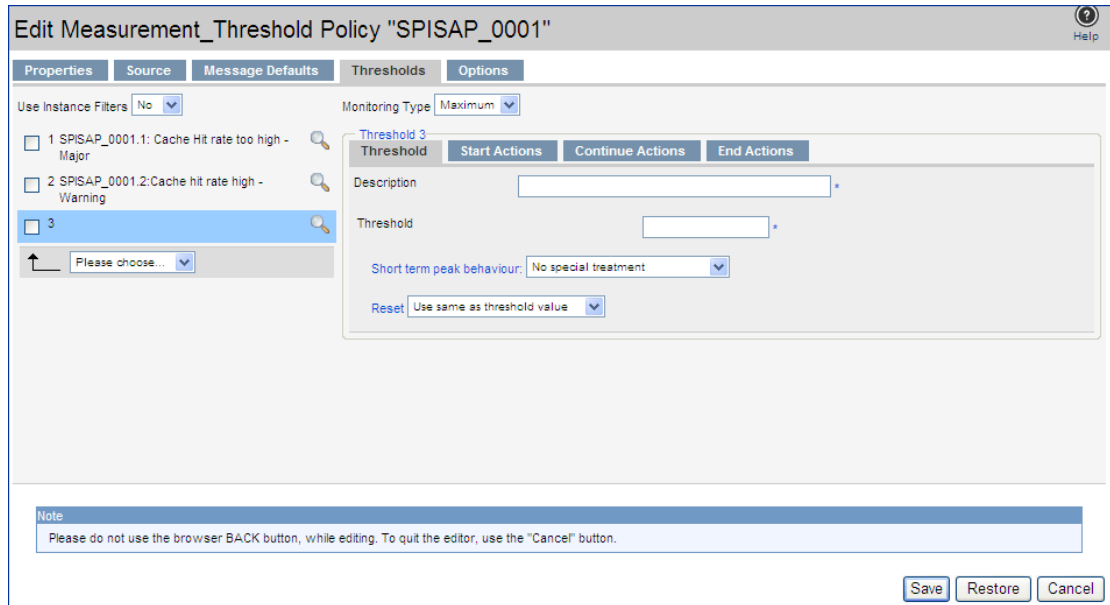 Edit Measurement_Threshold Policy "SPISAP_0001"
Help
Properties Source Message Defaults Thresholds Options
Use Instance Filters No
Monitoring Type Maximum
1 SPISAP_0001.1: Cache Hit rate too high -
Major
2 SPISAP_0001.2:Cache hit rate high -
Warning
3
Please choose...
Threshold 3
Threshold Start Actions Continue Actions End Actions
Description *
Threshold *
Short term peak behaviour: No special treatment
Reset Use same as threshold value
Note
Please do not use the browser BACK button, while editing. To quit the editor, use the "Cancel" button.
Save Restore Cancel